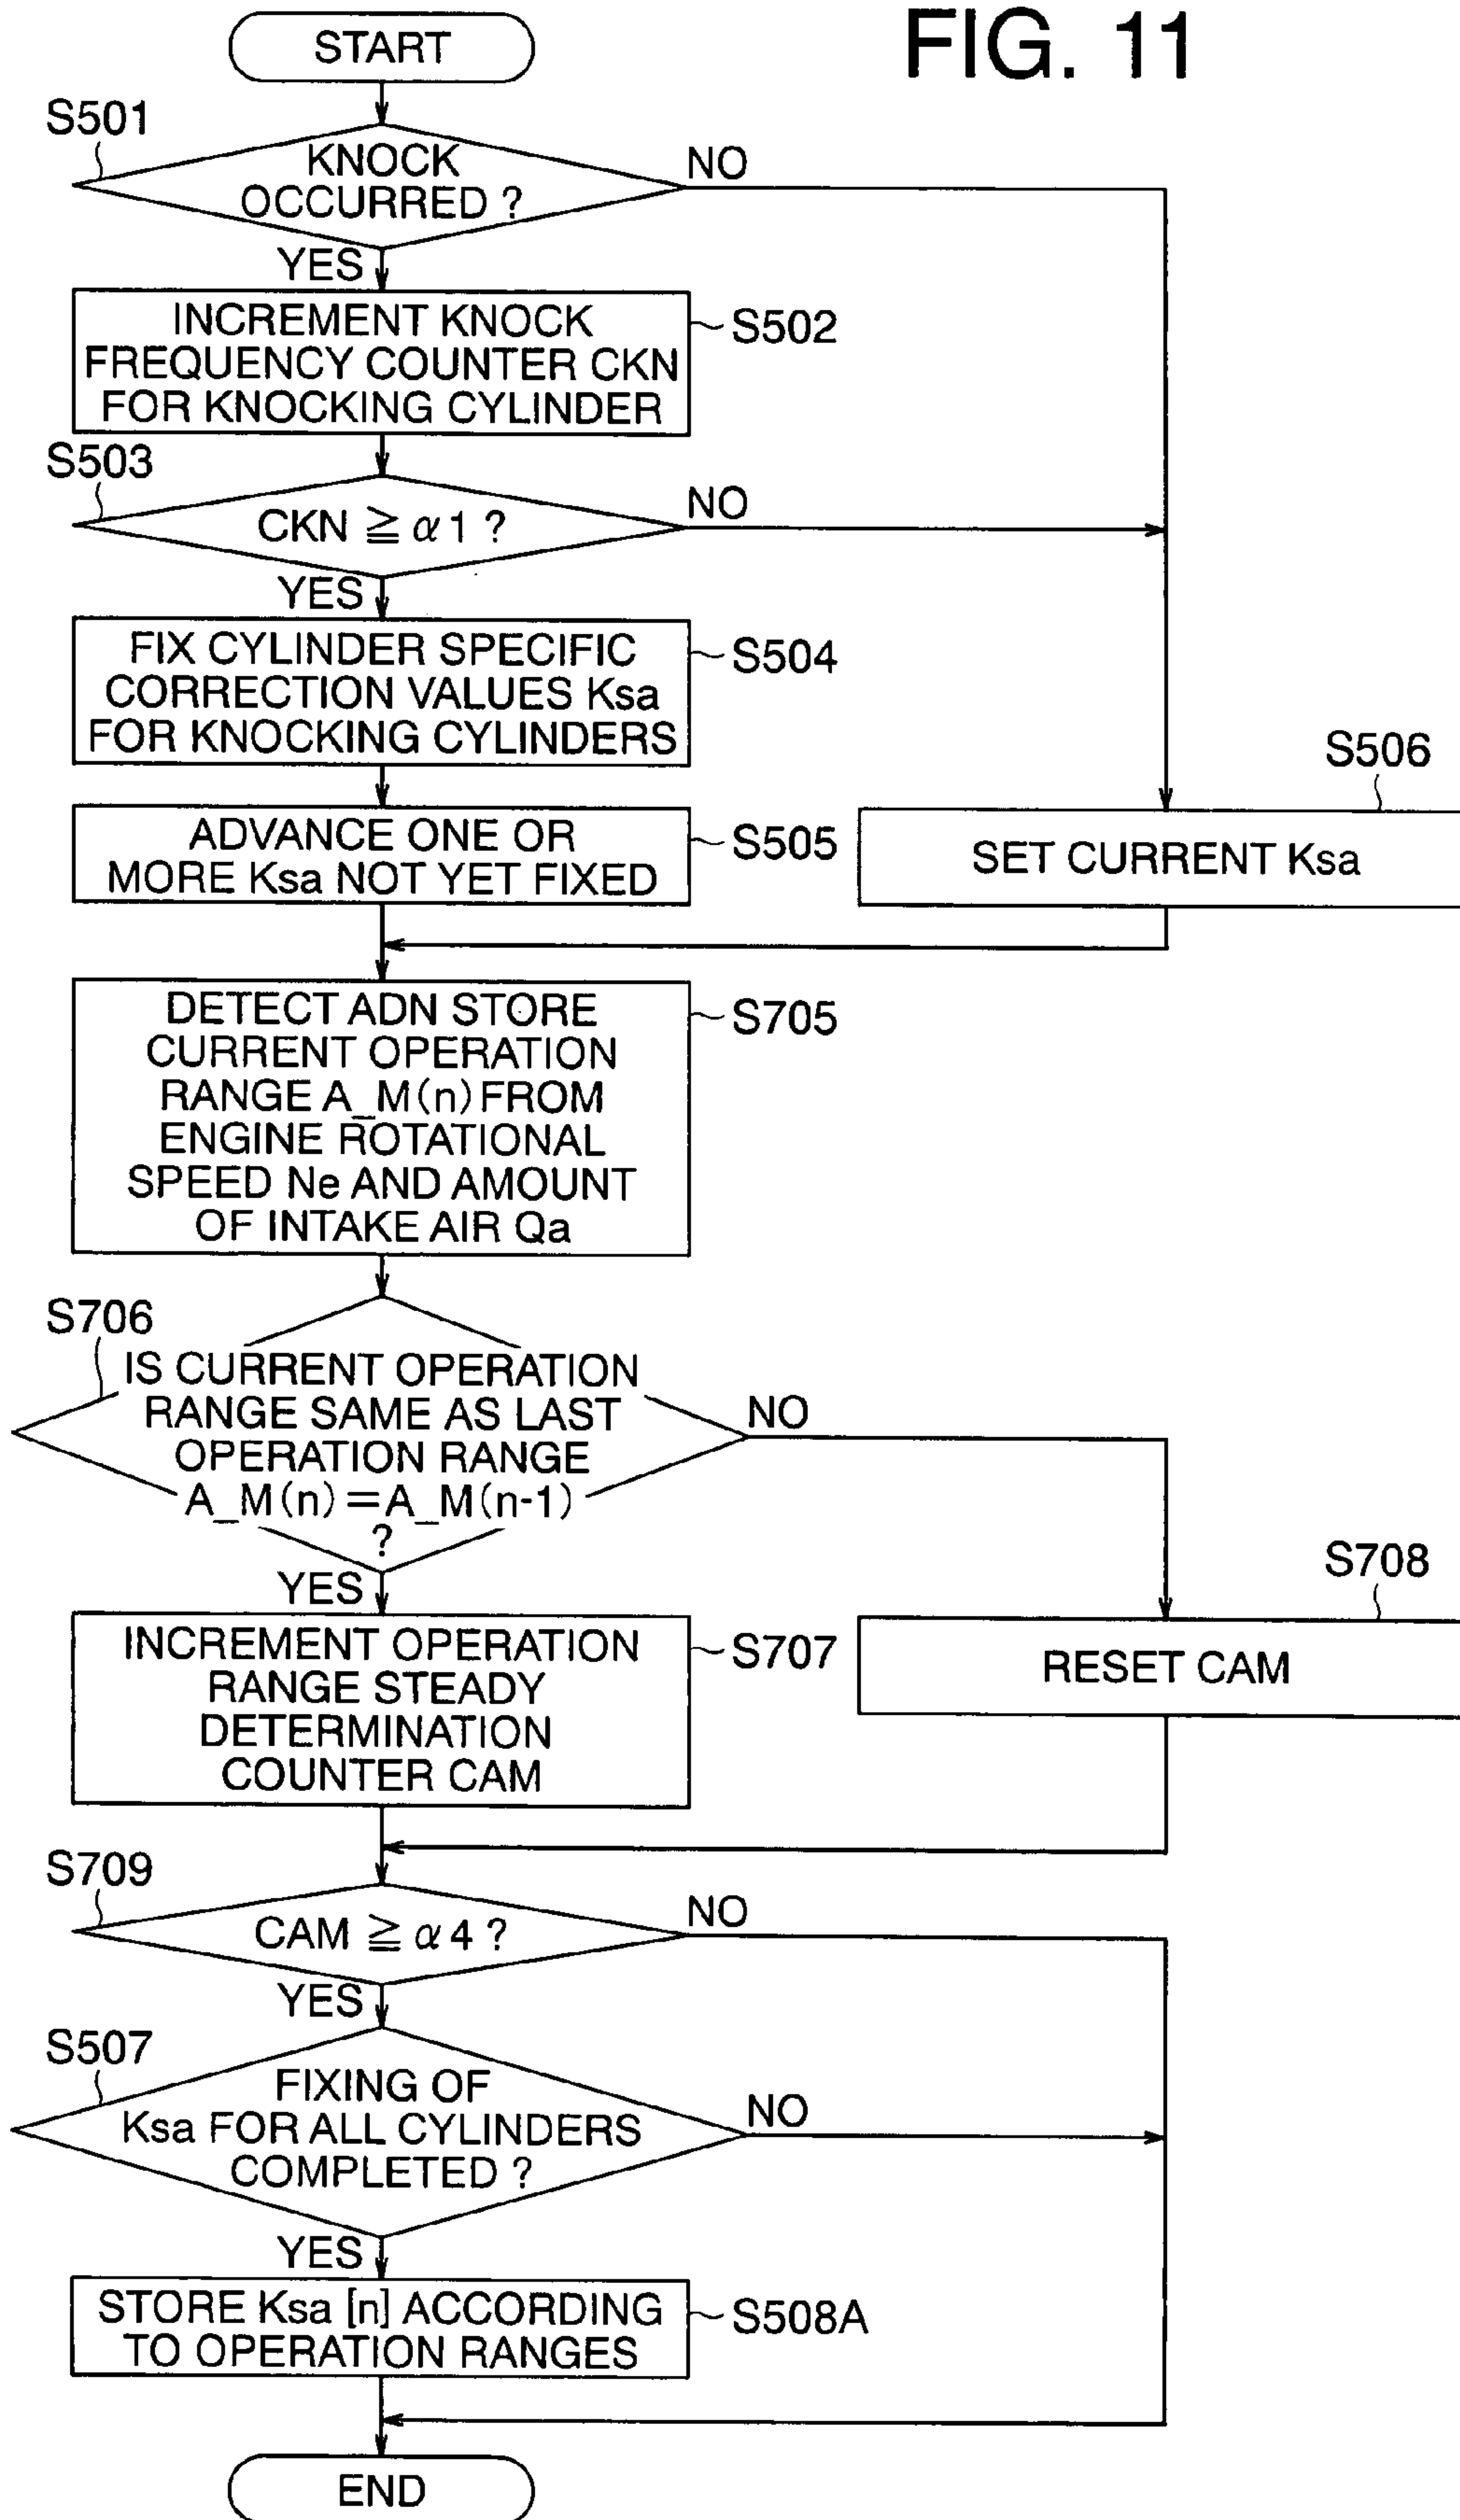 FIG. 11
START
S501
KNOCK
OCCURRED ?
NO
YES
INCREMENT KNOCK
FREQUENCY COUNTER CKN
FOR KNOCKING CYLINDER
S502
S503
CKN ≧ α1 ?
NO
YES
FIX CYLINDER SPECIFIC
CORRECTION VALUES Ksa
FOR KNOCKING CYLINDERS
S504
ADVANCE ONE OR
MORE Ksa NOT YET FIXED
S505
S506
SET CURRENT Ksa
DETECT ADN STORE
CURRENT OPERATION
RANGE A_M(n) FROM
ENGINE ROTATIONAL
SPEED Ne AND AMOUNT
OF INTAKE AIR Qa
S705
S706
IS CURRENT OPERATION
RANGE SAME AS LAST
OPERATION RANGE
A_M(n)=A_M(n-1)
?
NO
YES
INCREMENT OPERATION
RANGE STEADY
DETERMINATION
COUNTER CAM
S707
S708
RESET CAM
S709
CAM ≧ α4 ?
NO
YES
S507
FIXING OF
Ksa FOR ALL CYLINDERS
COMPLETED ?
NO
YES
STORE Ksa [n] ACCORDING
TO OPERATION RANGES
S508A
END